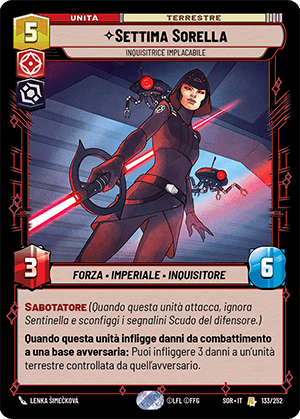 5
UNITÀ
TERRESTRE
SETTIMA SORELLA
INQUISITRICE IMPLACABILE
3
6
FORZA • IMPERIALE • INQUISITORE
SABOTATORE (Quando questa unità attacca, ignora
Sentinella e sconfiggi i segnalini Scudo del difensore.)
Quando questa unità infligge danni da combattimento
a una base avversaria: Puoi infliggere 3 danni a un'unità
terrestre controllata da quell'avversario.
LENKA ŠIMEČKOVÁ
©LFL ©FFG
SOR • IT R 133/252